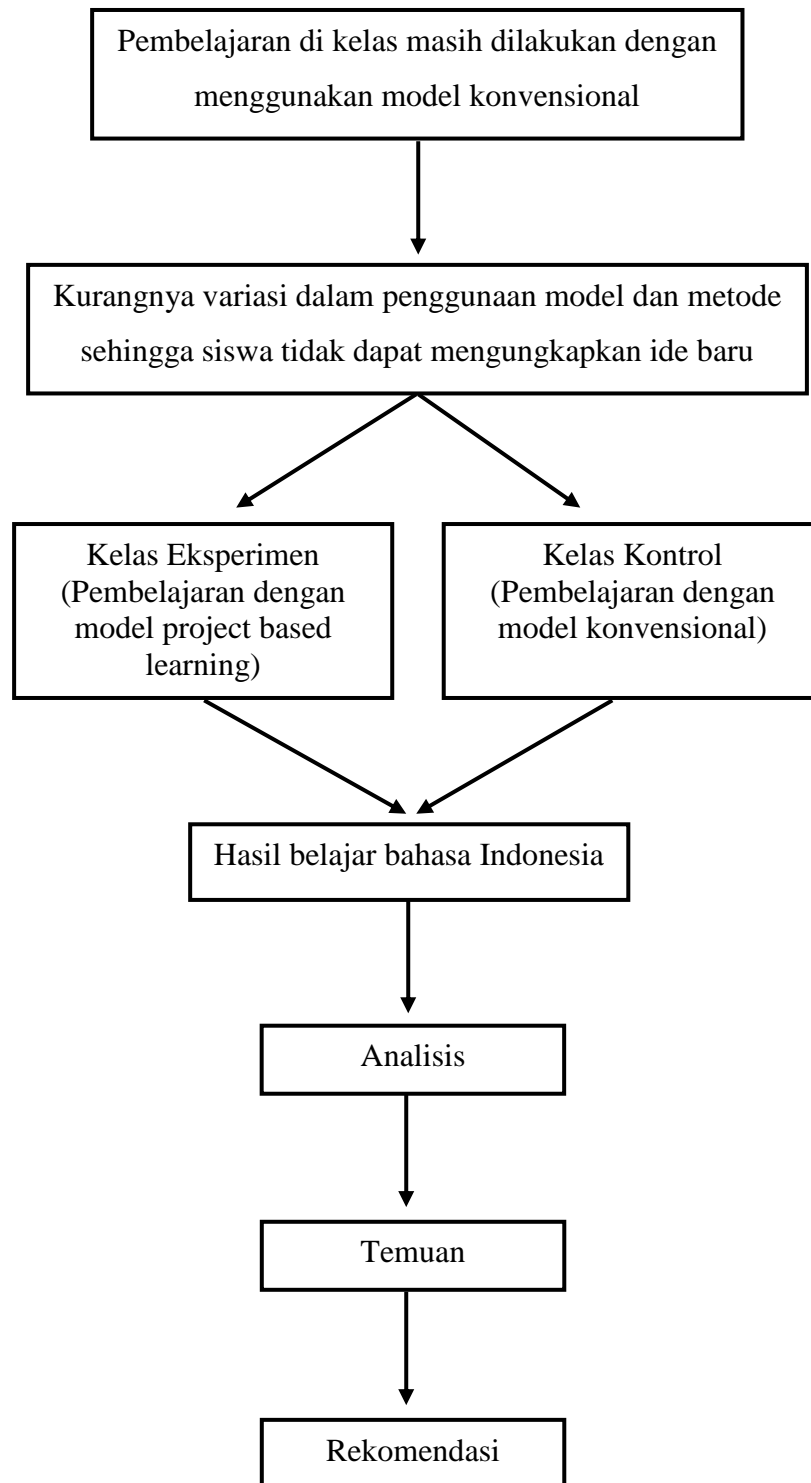 Pembelajaran di kelas masih dilakukan dengan
menggunakan model konvensional
Kurangnya variasi dalam penggunaan model dan metode
sehingga siswa tidak dapat mengungkapkan ide baru
Kelas Eksperimen
(Pembelajaran dengan
model project based
learning)
Kelas Kontrol
(Pembelajaran dengan
model konvensional)
Hasil belajar bahasa Indonesia
Analisis
Temuan
Rekomendasi